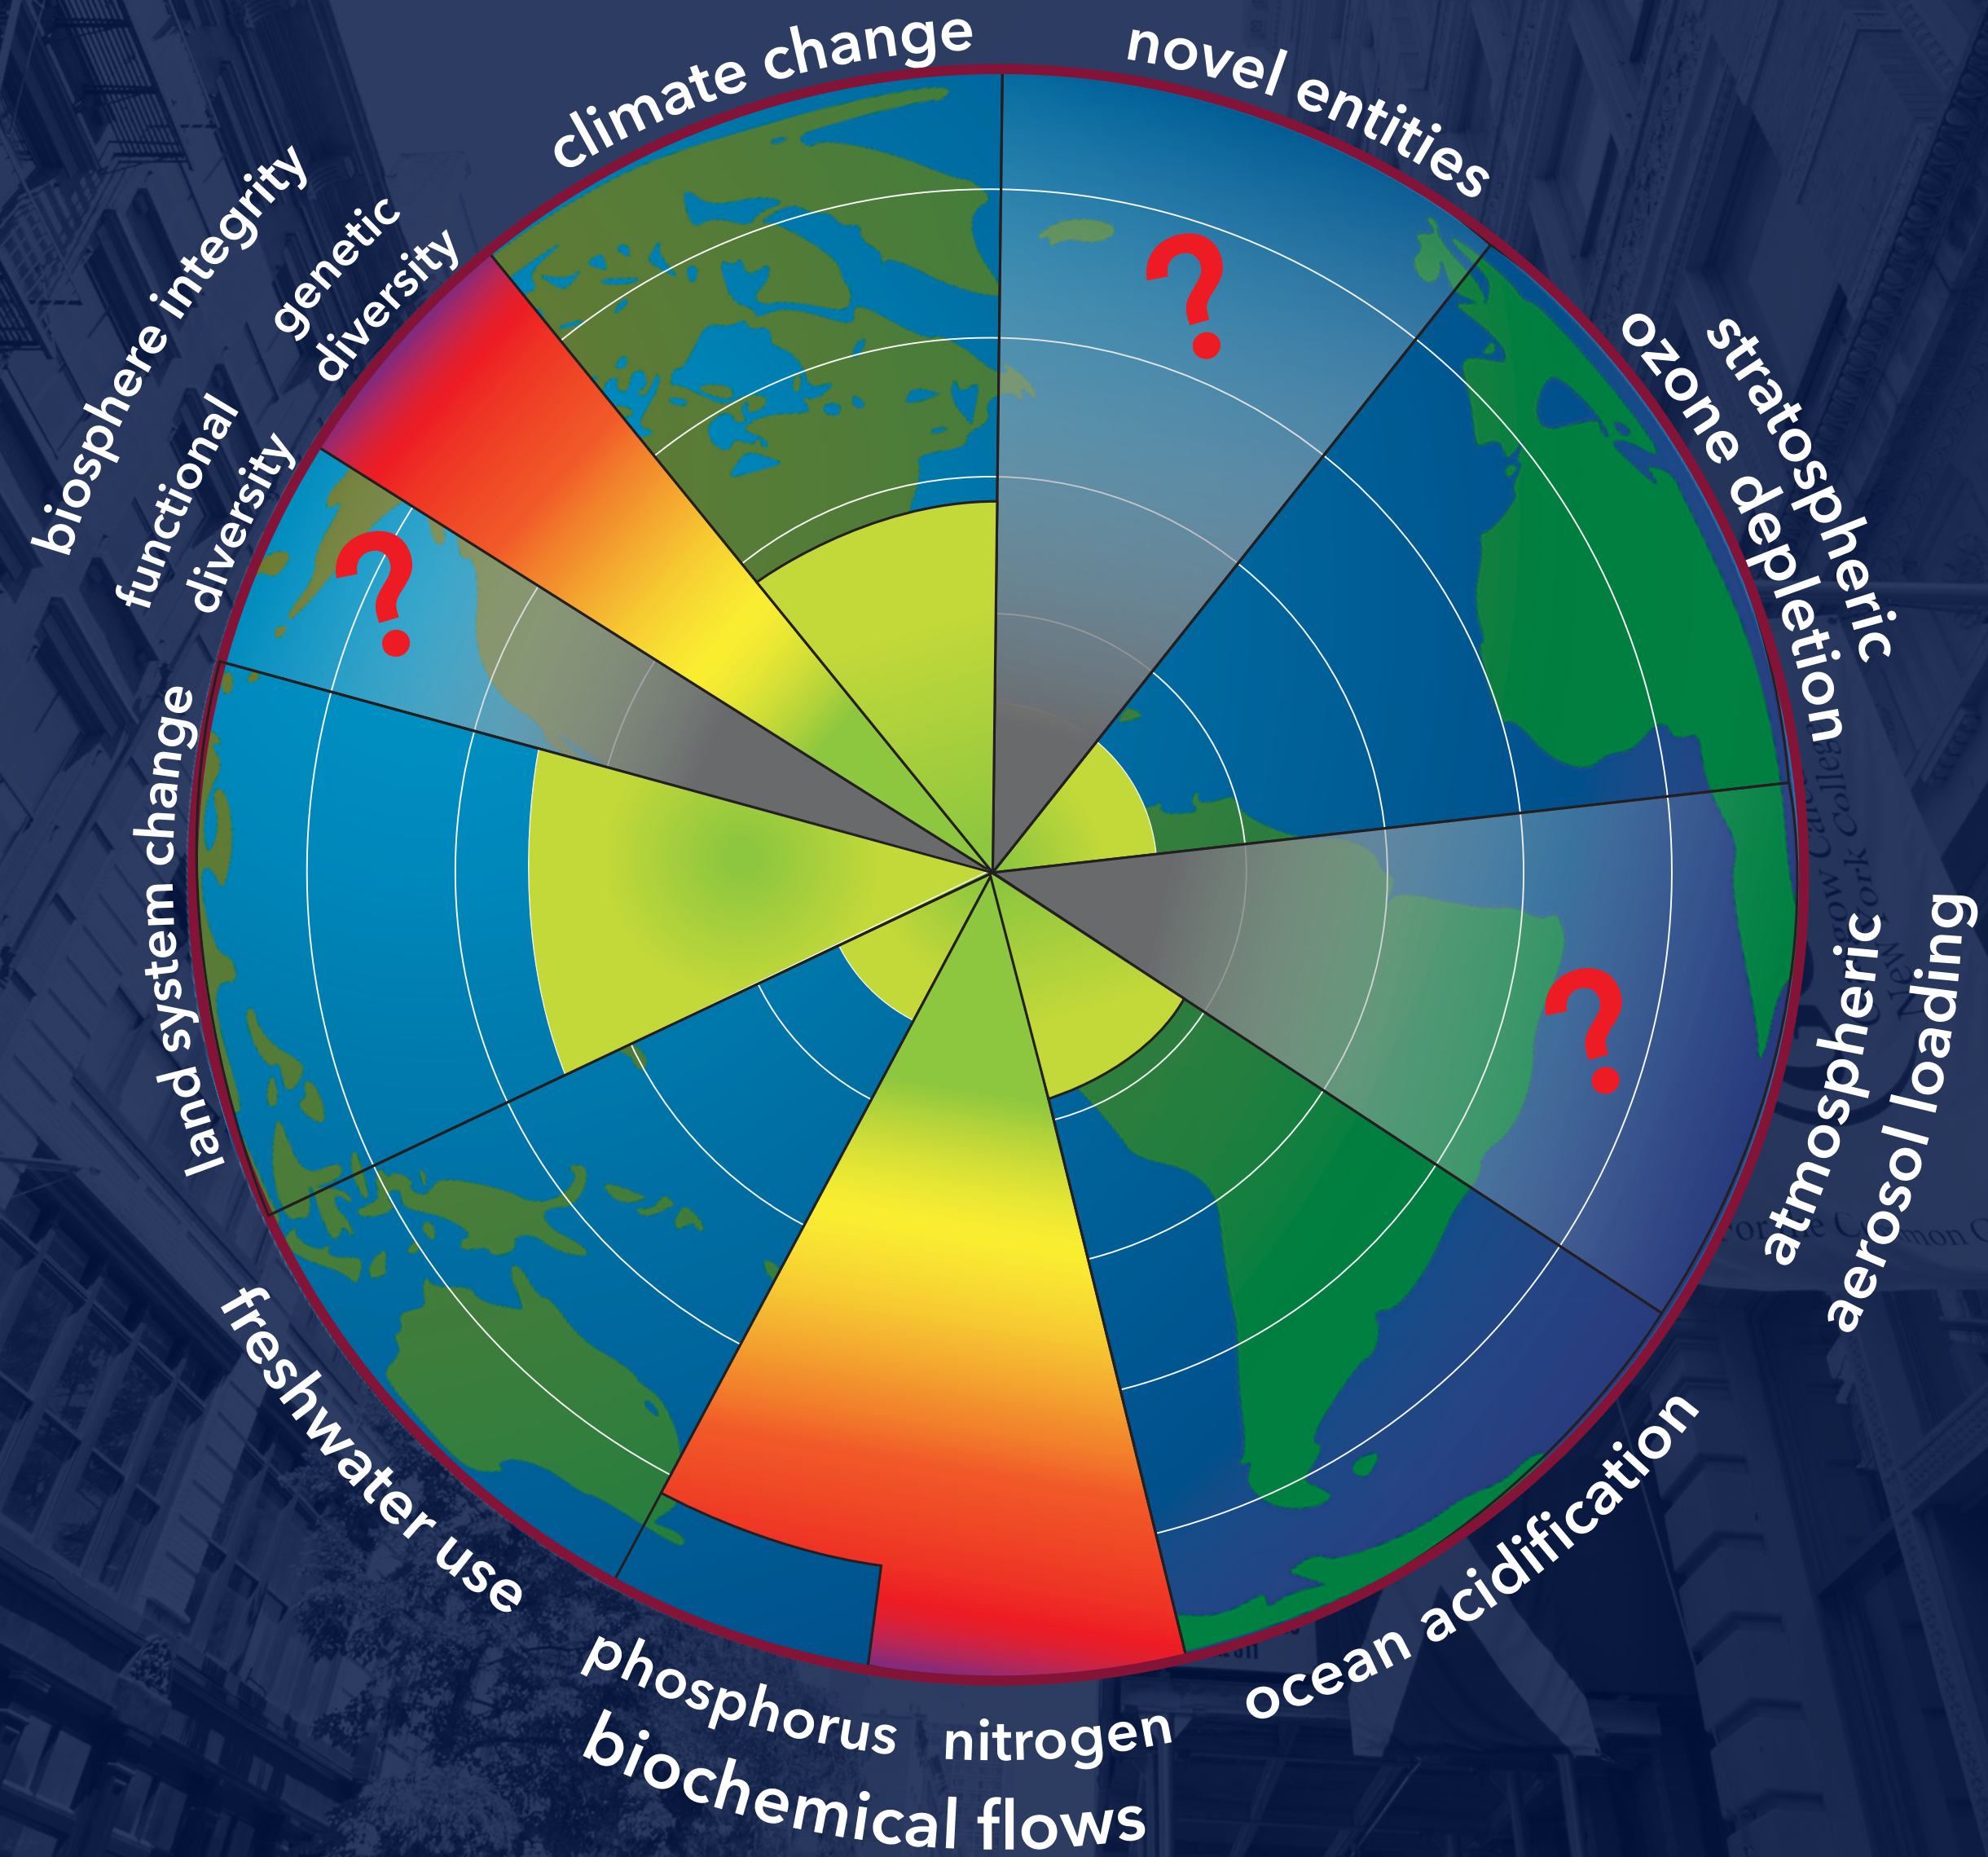 climate change
novel entities
stratospheric
ozone depletion
atmospheric
aerosol loading
ocean acidification
nitrogen
phosphorus
biochemical flows
freshwater use
land system change
functional
diversity
genetic
diversity
biosphere integrity
?
?
?